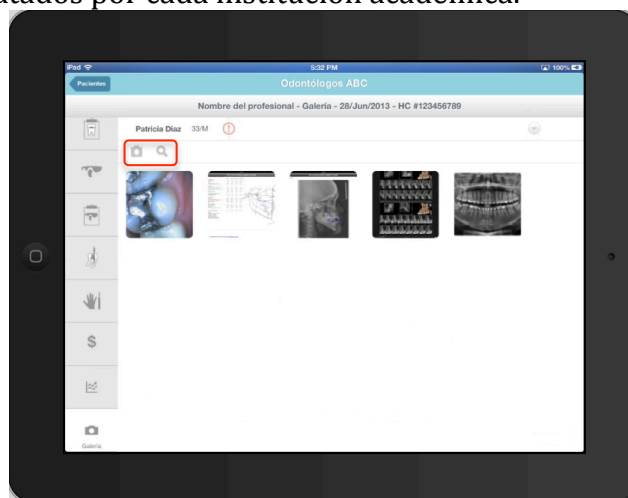 atados por cada institución académica.
iPad 5:32 PM 100%
Pacientes Odontólogos ABC
Nombre del profesional - Galería - 28/Jun/2013 - HC #123456789
Patricia Díaz 33/M
$
Galería